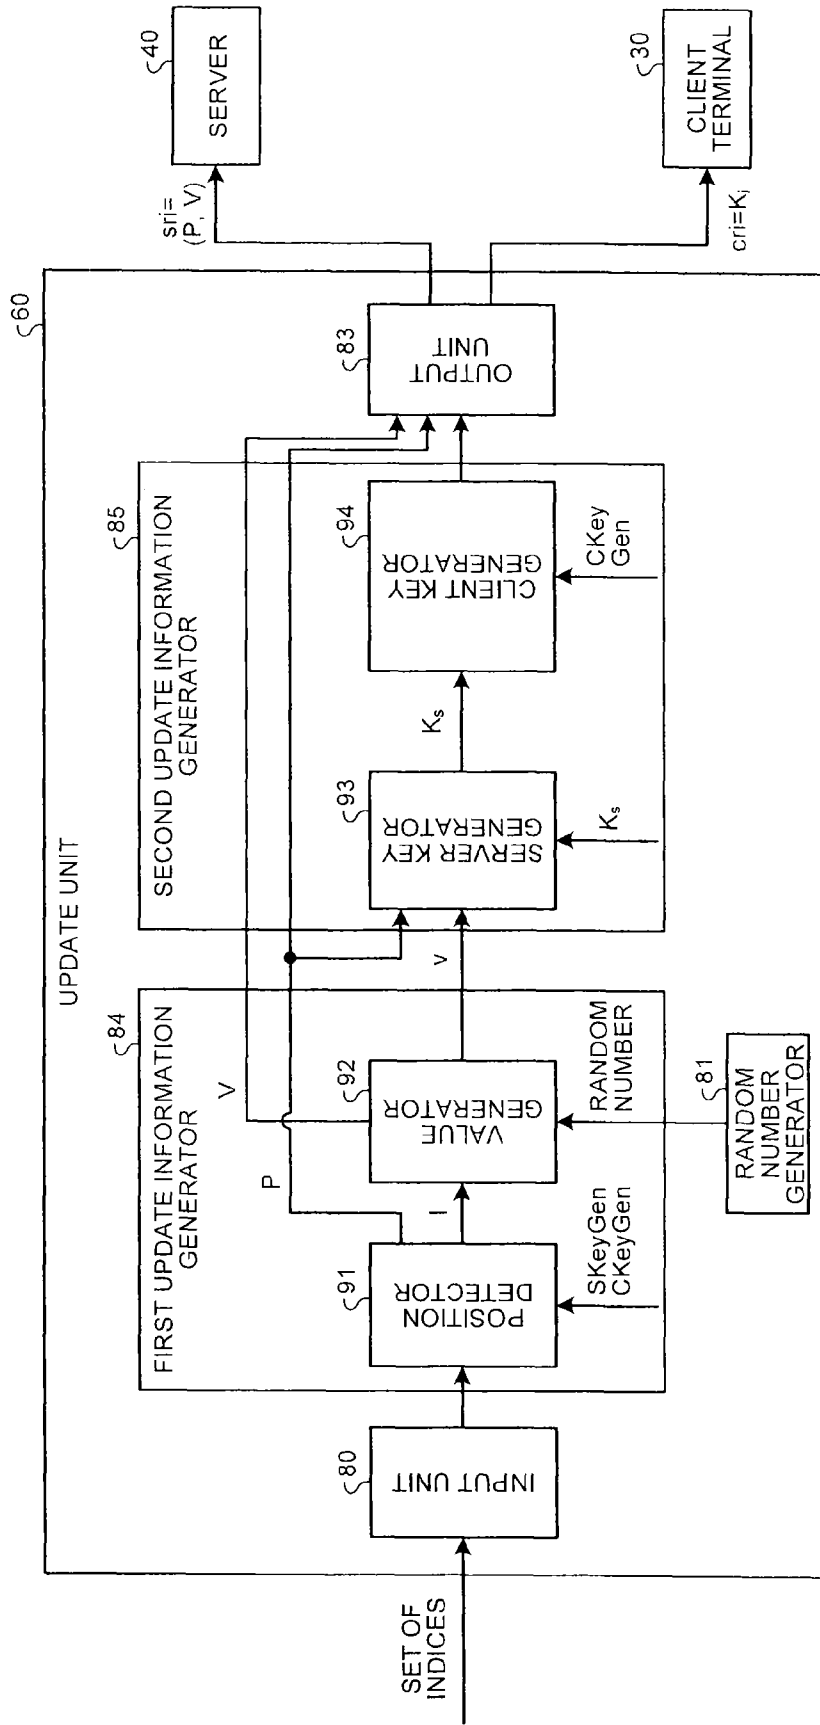 UPDATE UNIT
60
SET OF
INDICES
80
INPUT UNIT
84
FIRST UPDATE INFORMATION
GENERATOR
91
POSITION
DETECTOR
SKeyGen
CKeyGen
P
I
V
92
VALUE
GENERATOR
RANDOM
NUMBER
81
RANDOM
NUMBER
GENERATOR
v
85
SECOND UPDATE INFORMATION
GENERATOR
93
SERVER KEY
GENERATOR
Ks
Ks
94
CLIENT KEY
GENERATOR
CKey
Gen
83
OUTPUT
UNIT
sri=
(P, V)
40
SERVER
cri=Kj
30
CLIENT
TERMINAL